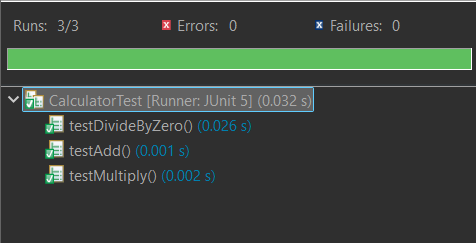 Runs: 3/3 Errors: 0 Failures: 0
CalculatorTest [Runner: JUnit 5] (0.032 s)
testDivideByZero() (0.026 s)
testAdd() (0.001 s)
testMultiply() (0.002 s)